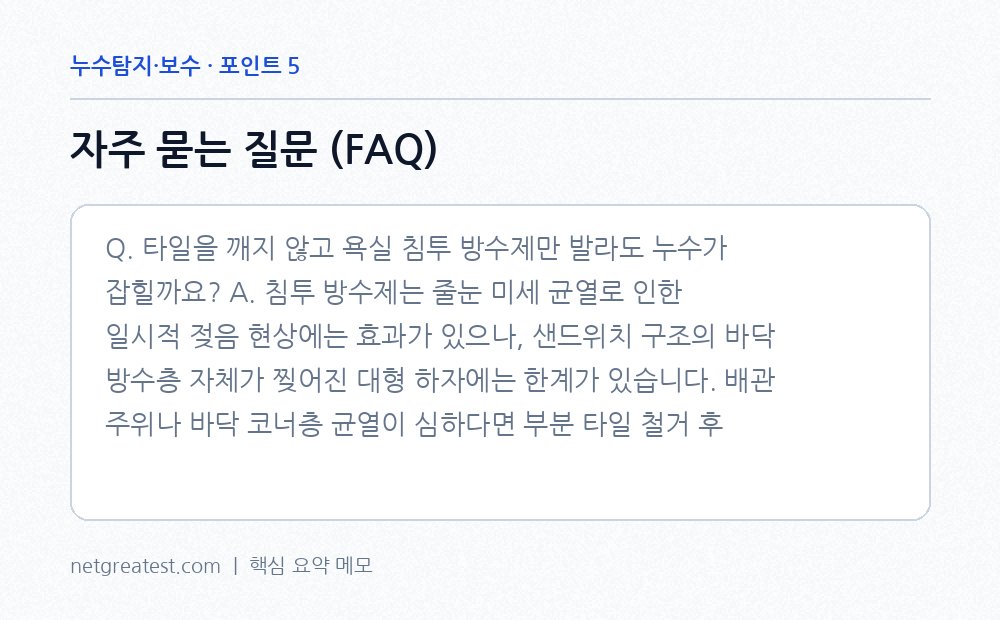 누수탐지·보수 · 포인트 5
자주 묻는 질문 (FAQ)
Q. 타일을 깨지 않고 욕실 침투 방수제만 발라도 누수가
잡힐까요? A. 침투 방수제는 줄눈 미세 균열로 인한
일시적 젖음 현상에는 효과가 있으나, 샌드위치 구조의 바닥
방수층 자체가 찢어진 대형 하자에는 한계가 있습니다. 배관
주위나 바닥 코너층 균열이 심하다면 부분 타일 철거 후
netgreatest.com | 핵심 요약 메모